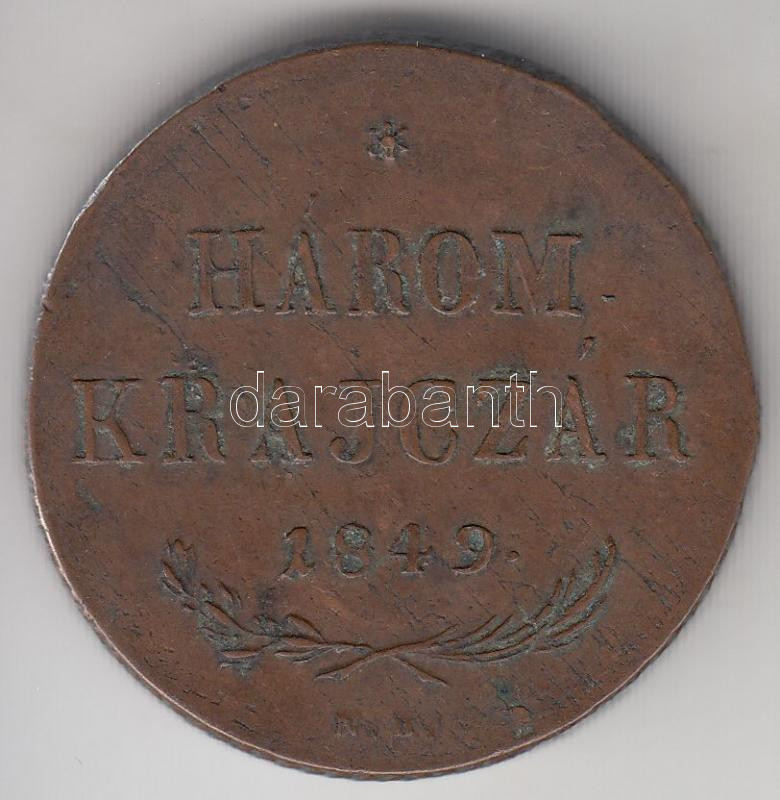 HÁROM
KRAJCZÁR
darabanth
1849.
N.B.